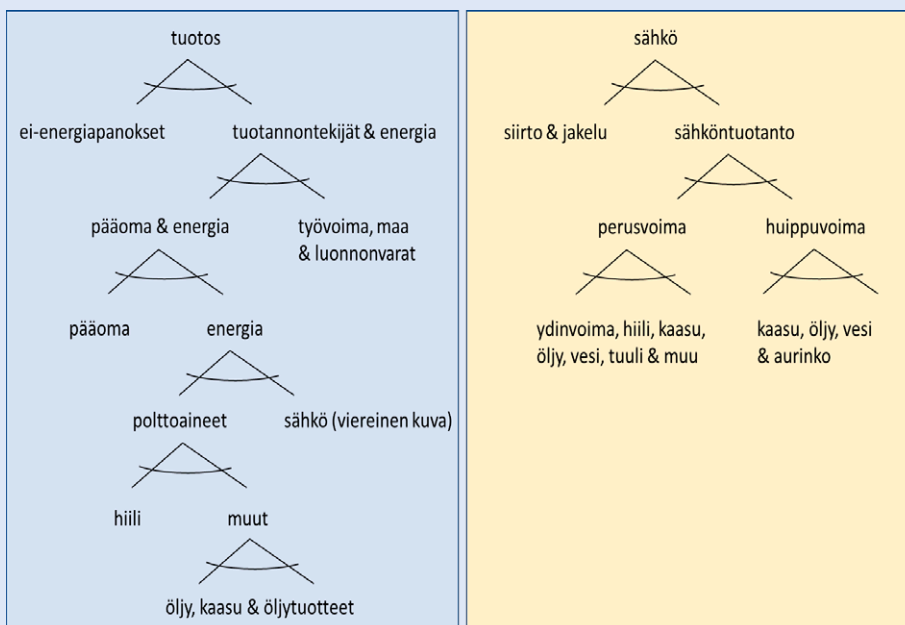 tuotos
ei-energiapanokset
tuotannontekijät & energia
pääoma & energia
työvoima, maa
& luonnonvarat
pääoma
energia
polttoaineet
sähkö (viereinen kuva)
hiili
muut
öljy, kaasu & öljytuotteet
sähkö
siirto & jakelu
sähköntuotanto
perusvoima
huippuvoima
ydinvoima, hiili, kaasu,
öljy, vesi, tuuli & muu
kaasu, öljy, vesi
& aurinko